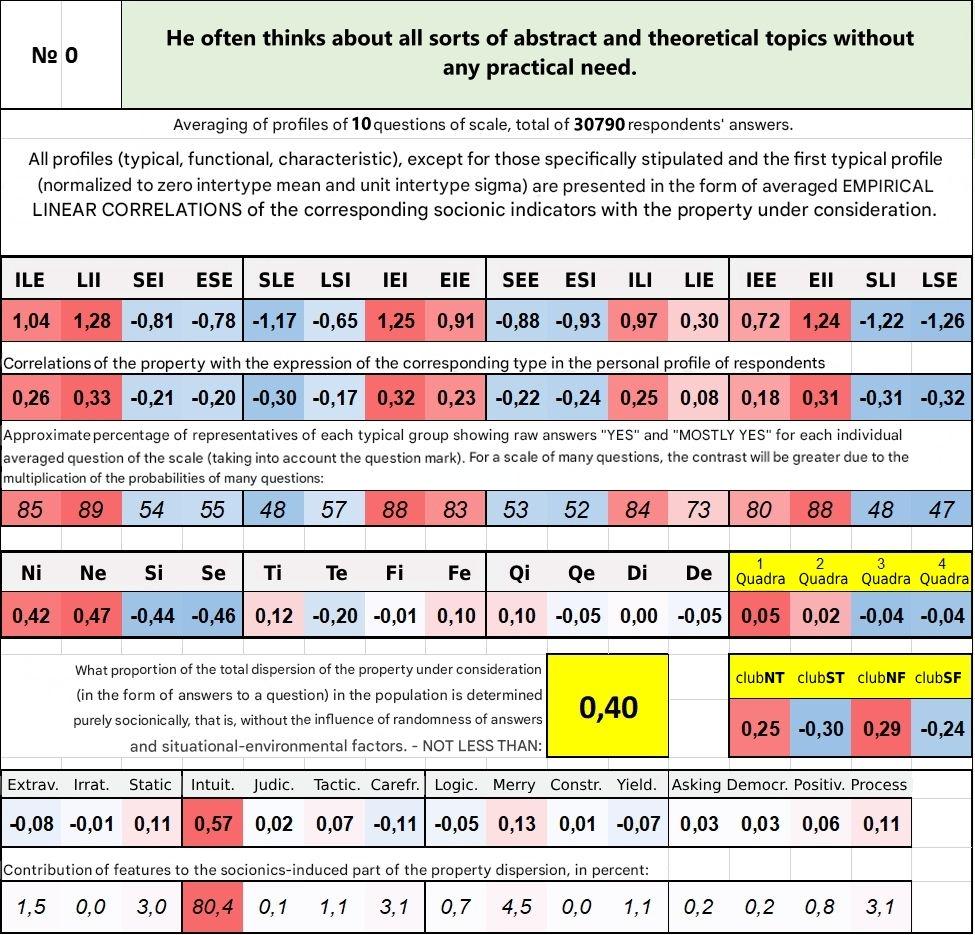 № 0
He often thinks about all sorts of abstract and theoretical topics without
any practical need.
Averaging of profiles of 10 questions of scale, total of 30790 respondents' answers.
All profiles (typical, functional, characteristic), except for those specifically stipulated and the first typical profile
(normalized to zero intertype mean and unit intertype sigma) are presented in the form of averaged EMPIRICAL
LINEAR CORRELATIONS of the corresponding socionic indicators with the property under consideration.
ILE LII SEI ESE SLE LSI IEI EIE SEE ESI ILI LIE IEE EII SLI LSE
1,04 1,28 -0,81 -0,78 -1,17 -0,65 1,25 0,91 -0,88 -0,93 0,97 0,30 0,72 1,24 -1,22 -1,26
Correlations of the property with the expression of the corresponding type in the personal profile of respondents
0,26 0,33 -0,21 -0,20 -0,30 -0,17 0,32 0,23 -0,22 -0,24 0,25 0,08 0,18 0,31 -0,31 -0,32
Approximate percentage of representatives of each typical group showing raw answers "YES" and "MOSTLY YES" for each individual
averaged question of the scale (taking into account the question mark). For a scale of many questions, the contrast will be greater due to the
multiplication of the probabilities of many questions:
85 89 54 55 48 57 88 83 53 52 84 73 80 88 48 47
Ni Ne Si Se Ti Te Fi Fe Qi Qe Di De 1 Quadra 2 Quadra 3 Quadra 4 Quadra
0,42 0,47 -0,44 -0,46 0,12 -0,20 -0,01 0,10 0,10 -0,05 0,00 -0,05 0,05 0,02 -0,04 -0,04
What proportion of the total dispersion of the property under consideration
(in the form of answers to a question) in the population is determined
purely socionically, that is, without the influence of randomness of answers
and situational-environmental factors. - NOT LESS THAN:
0,40
clubNT clubST clubNF clubSF
0,25 -0,30 0,29 -0,24
Extrav. Irrat. Static Intuit. Judic. Tactic. Carefr. Logic. Merry Constr. Yield. Asking Democr. Positiv. Process
-0,08 -0,01 0,11 0,57 0,02 0,07 -0,11 -0,05 0,13 0,01 -0,07 0,03 0,03 0,06 0,11
Contribution of features to the socionics-induced part of the property dispersion, in percent:
1,5 0,0 3,0 80,4 0,1 1,1 3,1 0,7 4,5 0,0 1,1 0,2 0,2 0,8 3,1